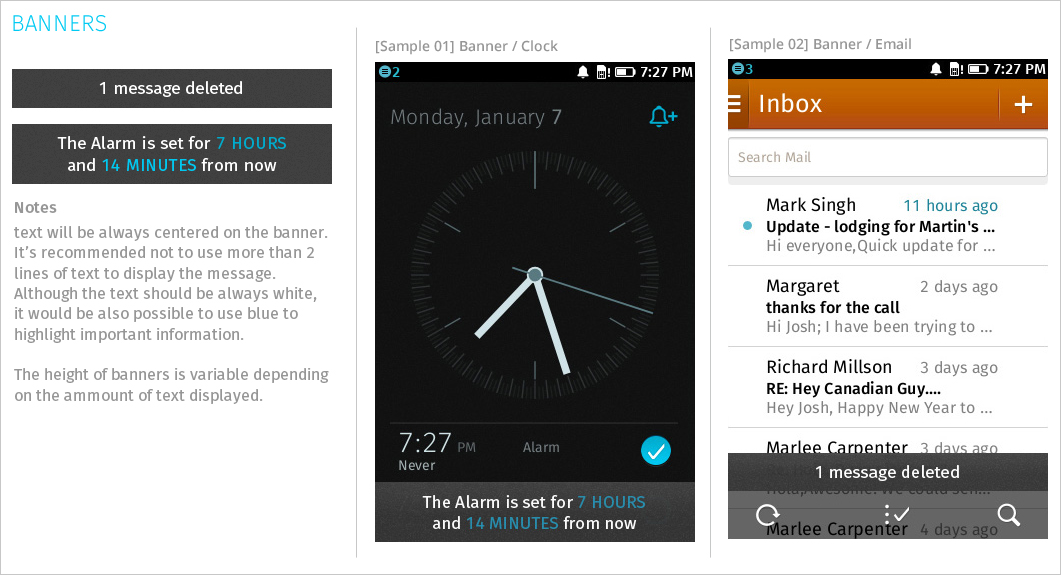 BANNERS
1 message deleted
The Alarm is set for 7 HOURS
and 14 MINUTES from now
Notes
text will be always centered on the banner.
It's recommended not to use more than 2
lines of text to display the message.
Although the text should be always white,
it would be also possible to use blue to
highlight important information.
The height of banners is variable depending
on the ammount of text displayed.
[Sample 01] Banner / Clock
2 7:27 PM
Monday, January 7
7:27 PM Alarm
Never
The Alarm is set for 7 HOURS
and 14 MINUTES from now
[Sample 02] Banner / Email
3 7:27 PM
Inbox
Search Mail
Mark Singh 11 hours ago
Update - lodging for Martin's ...
Hi everyone,Quick update for ...
Margaret 2 days ago
thanks for the call
Hi Josh; I have been trying to ...
Richard Millson 3 days ago
RE: Hey Canadian Guy....
Hey Josh, Happy New Year to ...
Marlee Carpenter 3 days ago
1 message deleted
Hola,Awesome! We could sen...
Marlee Carpenter 4 days ago